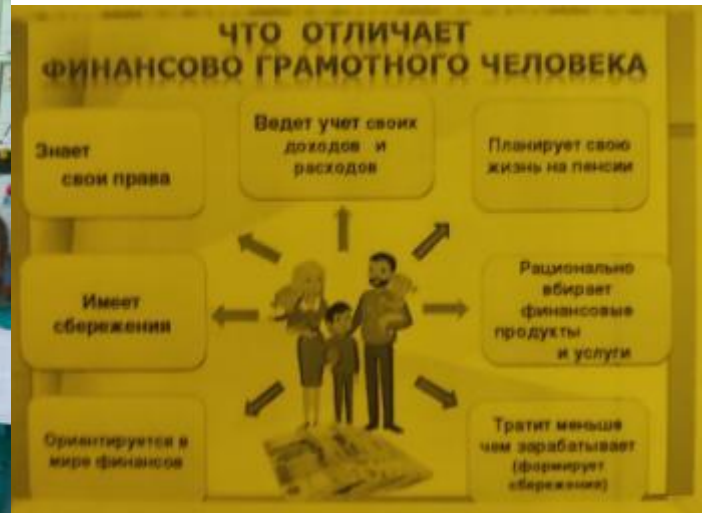 ЧТО ОТЛИЧАЕТ
ФИНАНСОВО ГРАМОТНОГО ЧЕЛОВЕКА
Знает
свои права
Ведет учет своих
доходов и
расходов
Планирует свою
жизнь на пенсии
Имеет
сбережения
Рационально
вбирает
финансовые
продукты
и услуги
Ориентируется в
мире финансов
Тратит меньше
чем зарабатывает
(формирует
сбережения)